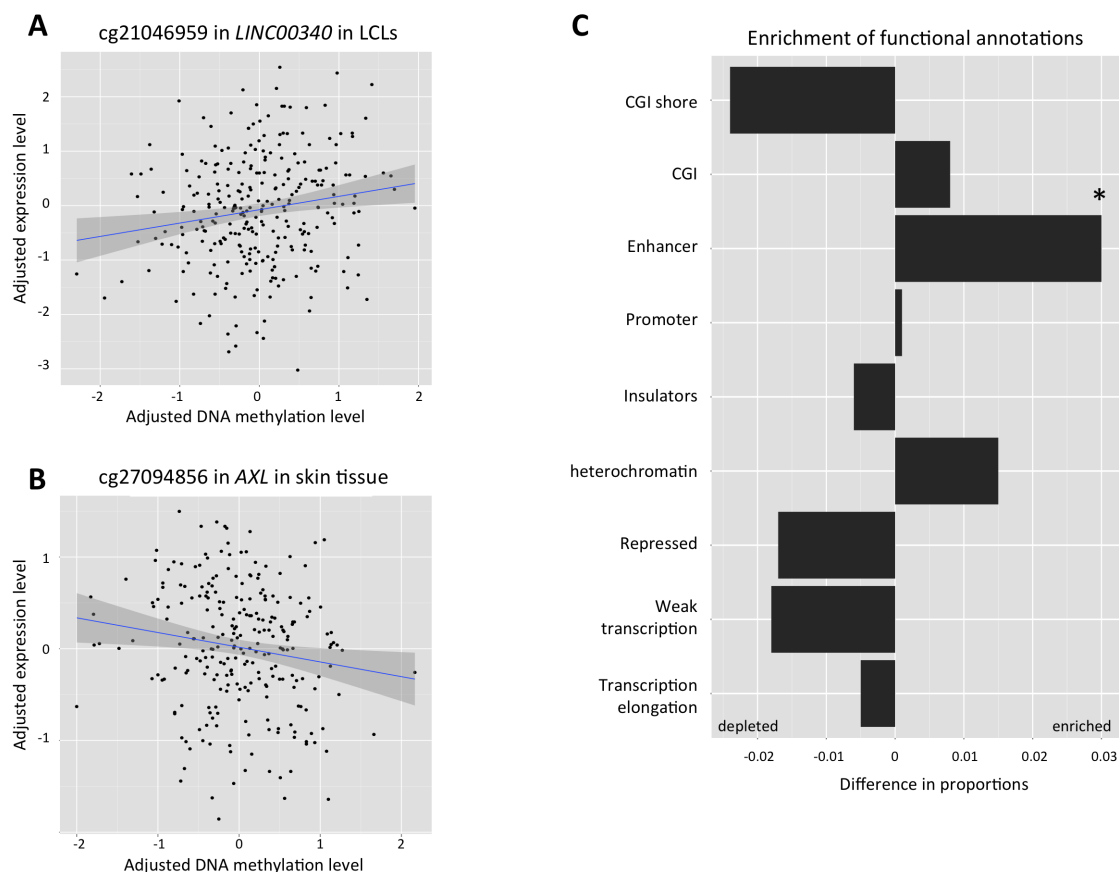 A
cg21046959 in LINC00340 in LCLs
Adjusted expression level
2
1
0
-1
-2
-3
-2
-1
0
1
2
Adjusted DNA methylation level
B
cg27094856 in AXL in skin tissue
Adjusted expression level
1
0
-1
-2
-1
0
1
2
Adjusted DNA methylation level
C
Enrichment of functional annotations
CGI shore
CGI
*
Enhancer
Promoter
Insulators
heterochromatin
Repressed
Weak
transcription
Transcription
elongation
depleted
enriched
-0.02
-0.01
0
0.01
0.02
0.03
Difference in proportions